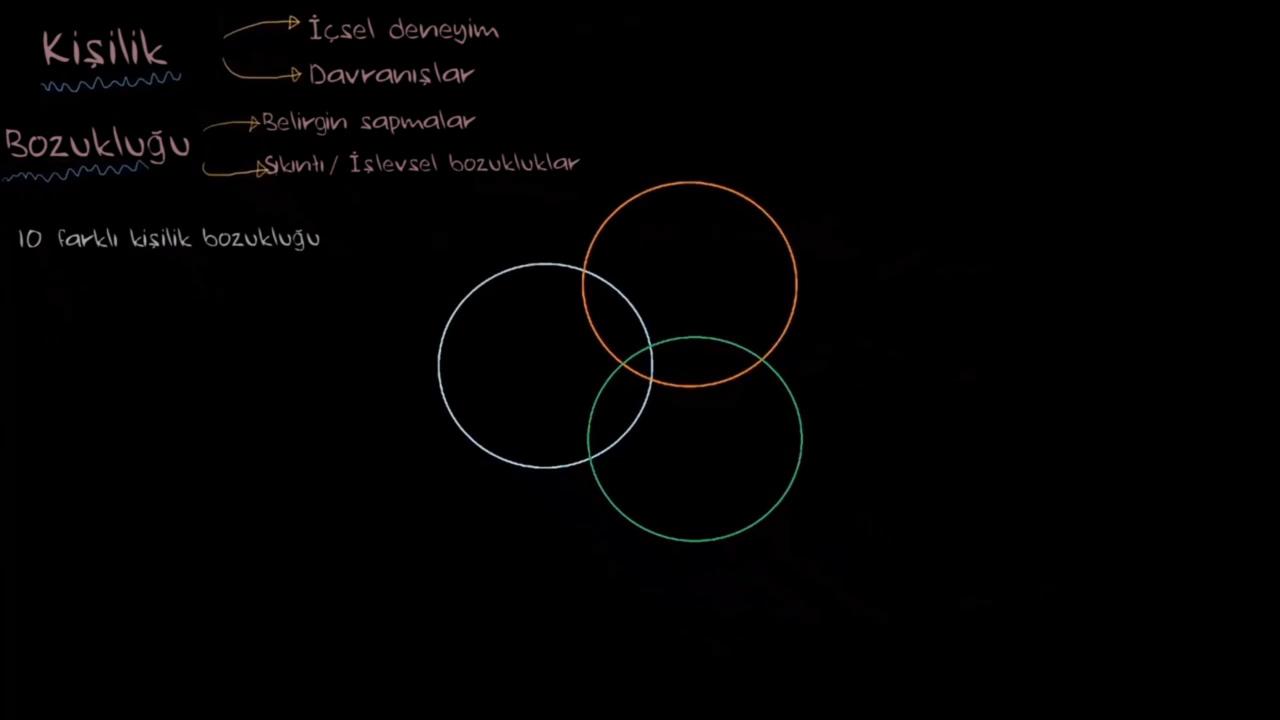 Kişilik
İçsel deneyim
Davranışlar
Bozukluğu
Belirgin sapmalar
Sıkıntı / İşlevsel bozukluklar
10 farklı kişilik bozukluğu